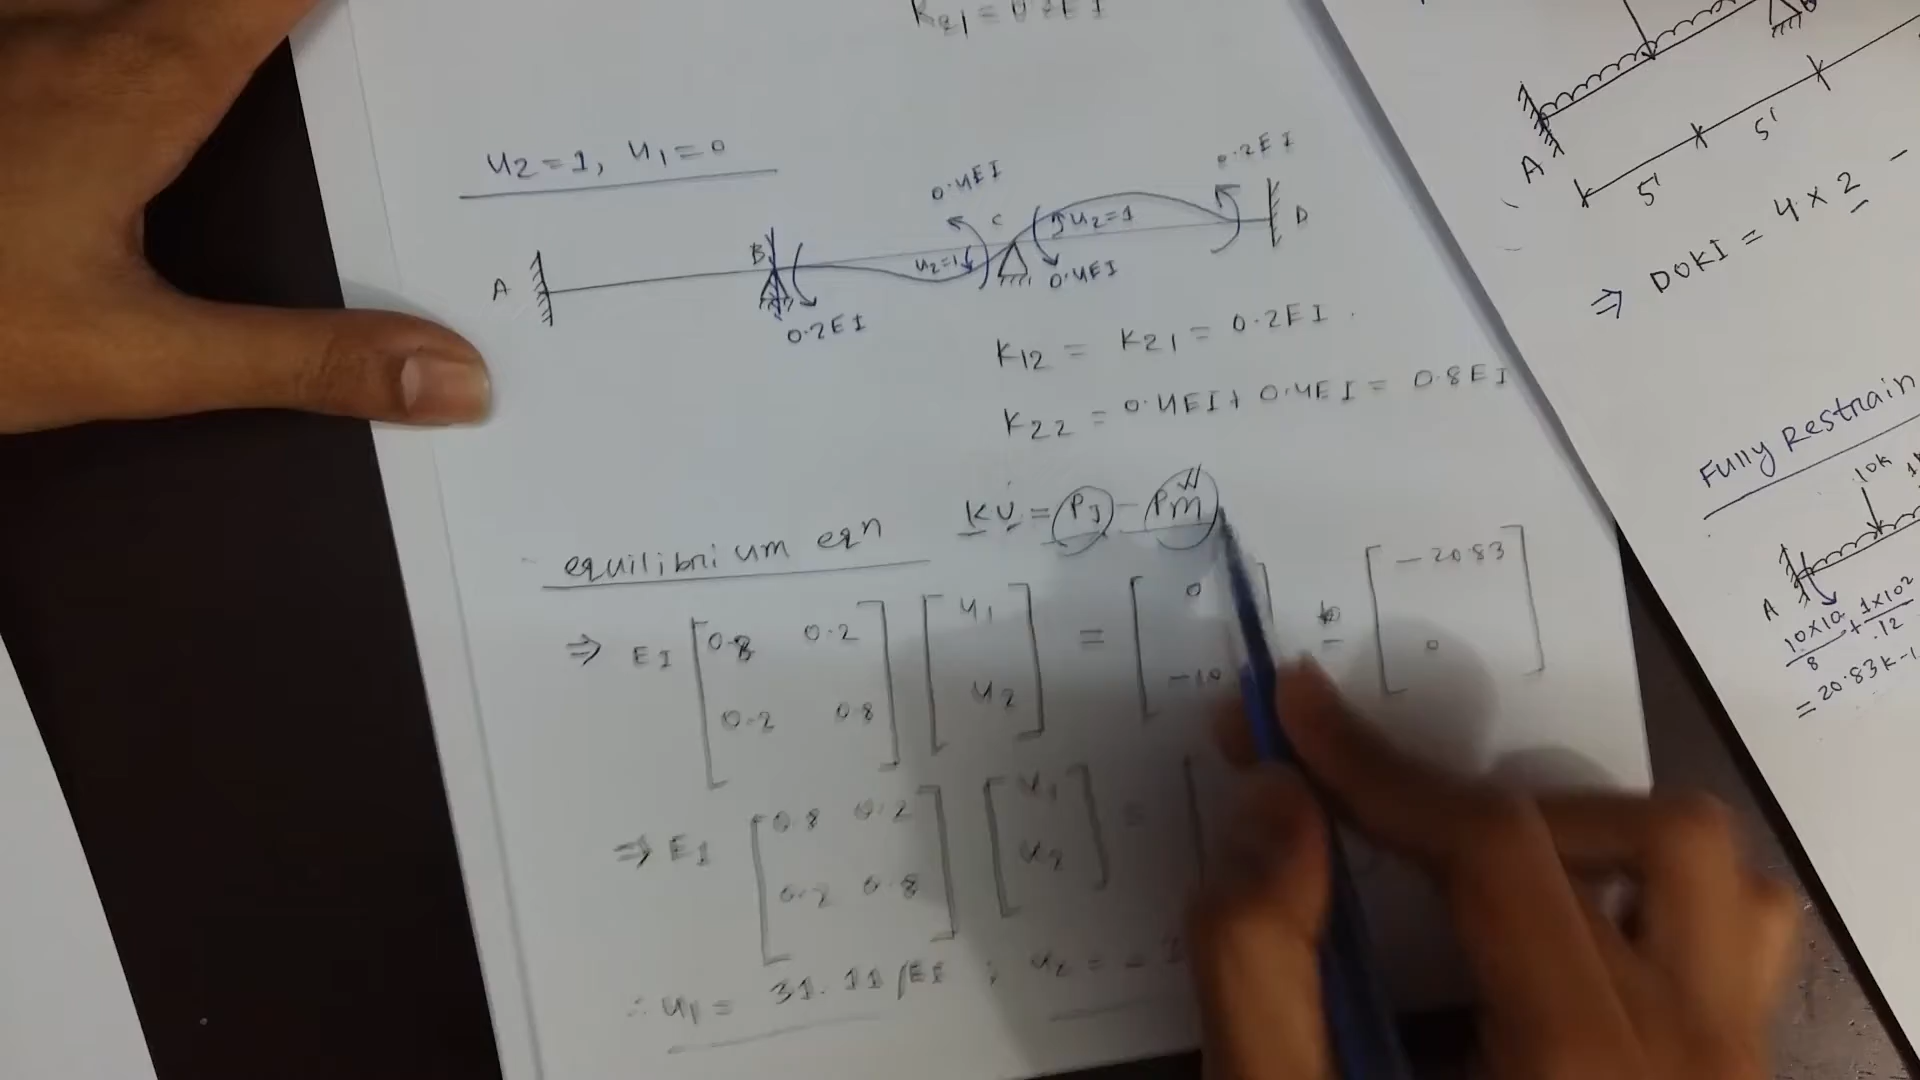 K21 = 0.2EI
u2=1, u1=0
0.4EI
0.2EI
A
B
C
u2=1
u2=1
D
0.2EI
0.4EI
K12 = K21 = 0.2EI
K22 = 0.4EI + 0.4EI = 0.8EI
equilibrium eqn KU = PJ - Pm
⇒ EI [0.8 0.2
0.2 0.8] [u1
u2] = [0
-10] - [-20.83
0]
⇒ EI [0.8 0.2
0.2 0.8] [u1
u2] = [
∴ u1 = 31.11/EI ; u2 = -
A
5'
5'
⇒ DOKI = 4 × 2 -
Fully Restrain
10k
A
10×10/8 + 1×10²/12
= 20.83k-